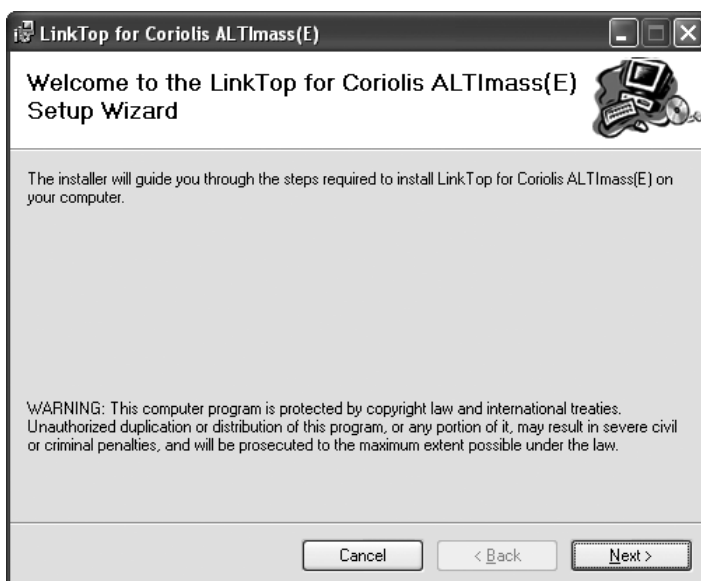 LinkTop for Coriolis ALTImass(E)
Welcome to the LinkTop for Coriolis ALTImass(E)
Setup Wizard
The installer will guide you through the steps required to install LinkTop for Coriolis ALTImass(E) on
your computer.
WARNING: This computer program is protected by copyright law and international treaties.
Unauthorized duplication or distribution of this program, or any portion of it, may result in severe civil
or criminal penalties, and will be prosecuted to the maximum extent possible under the law.
Cancel < Back Next >